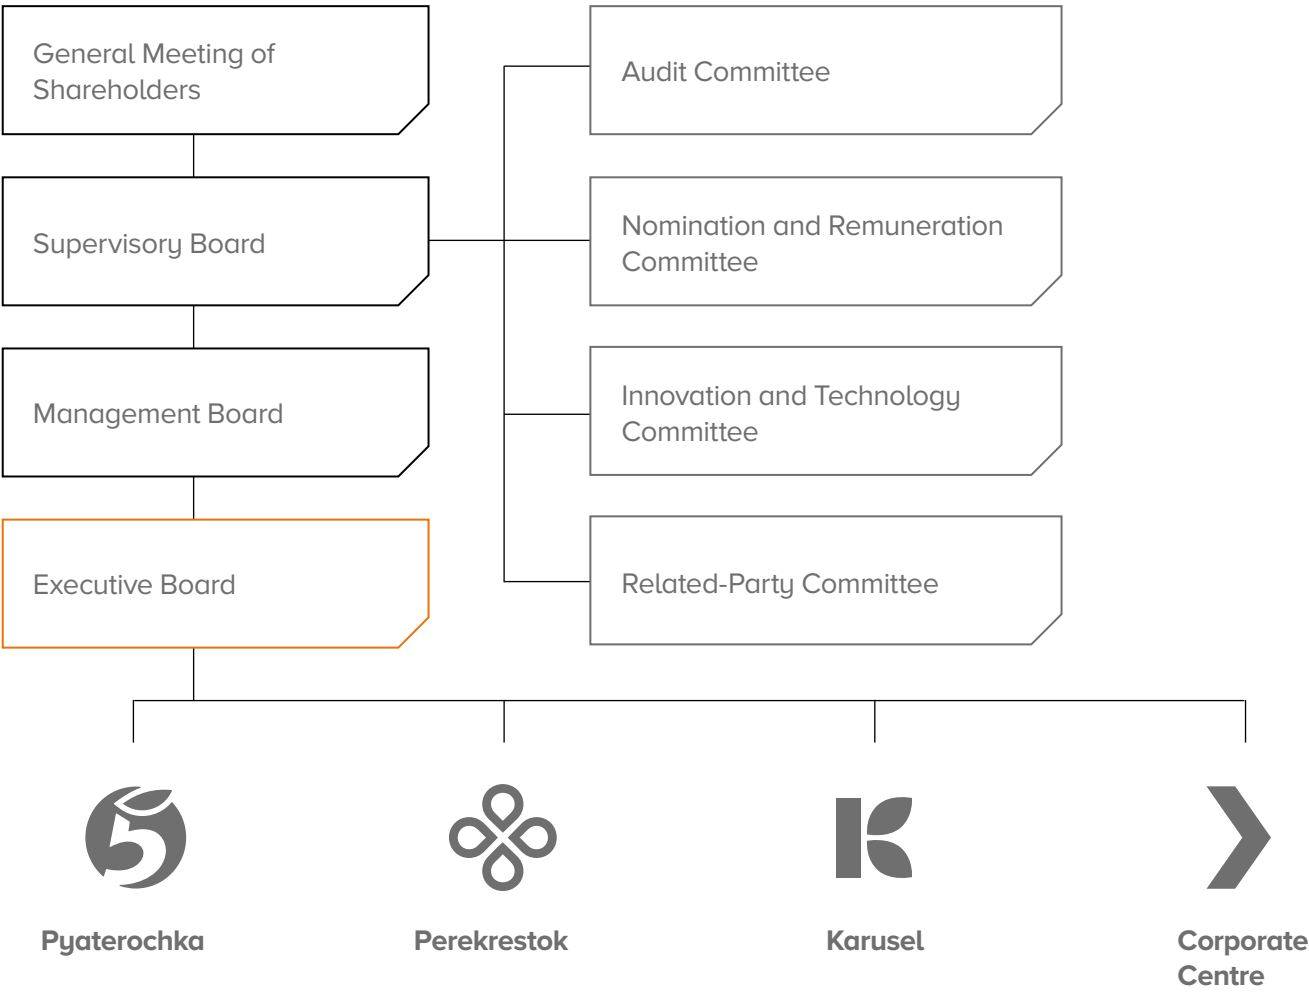 General Meeting of
Shareholders
Audit Committee
Supervisory Board
Nomination and Remuneration
Committee
Management Board
Innovation and Technology
Committee
Executive Board
Related-Party Committee
5
K
Pyaterochka
Perekrestok
Karusel
Corporate
Centre